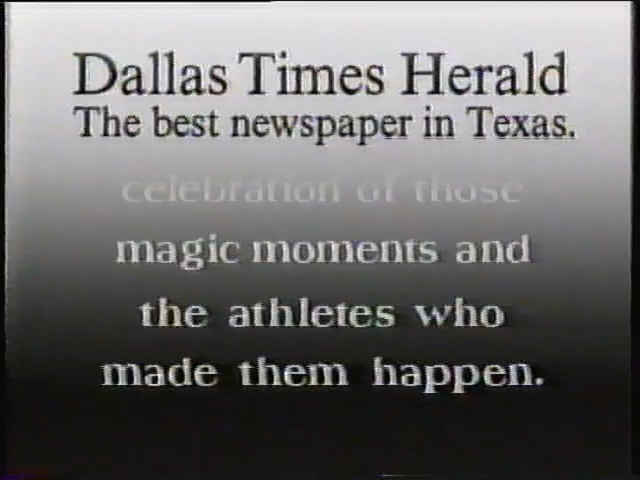 Dallas Times Herald
The best newspaper in Texas.
celebration of those
magic moments and
the athletes who
made them happen.